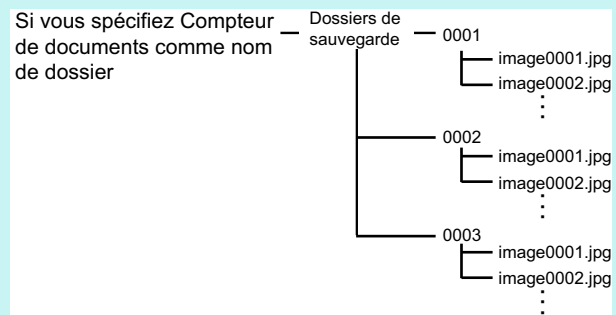 Si vous spécifiez Compteur
de documents comme nom
de dossier
Dossiers de
sauvegarde
0001
image0001.jpg
image0002.jpg
0002
image0001.jpg
image0002.jpg
0003
image0001.jpg
image0002.jpg